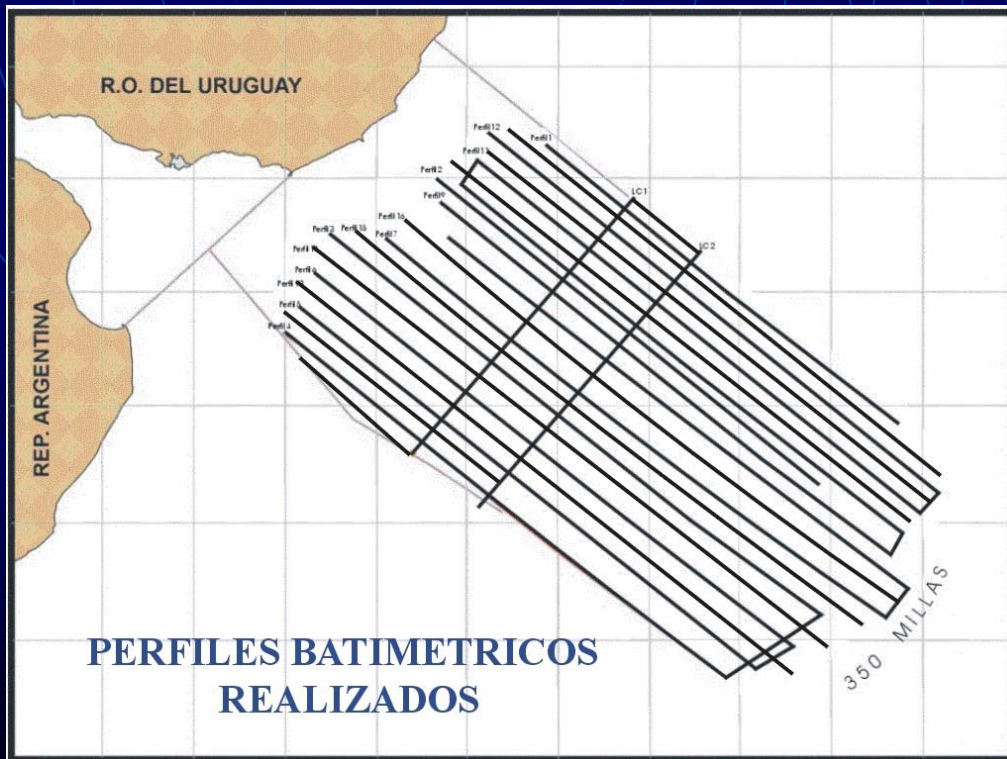 R.O. DEL URUGUAY
REP. ARGENTINA
Perfil12
Perfil1
Perfil11
Perfil2
Perfil9
LC1
LC2
Perfil16
Perfil3
Perfil15
Perfil7
Perfil6
Perfil5
Perfil4
350 MILLAS
PERFILES BATIMETRICOS
REALIZADOS